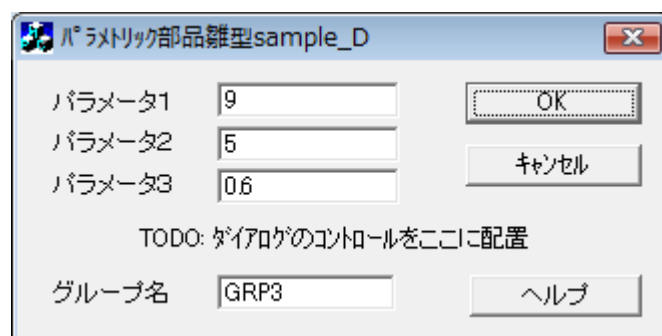 ﾊﾟﾗﾒﾄﾘｯｸ部品雛型sample_D
パラメータ1 9 OK
パラメータ2 5
ｷｬﾝｾﾙ
パラメータ3 0.6
TODO: ﾀﾞｲｱﾛｸﾞのｺﾝﾄﾛｰﾙをここに配置
グループ名 GRP3 ヘルプ